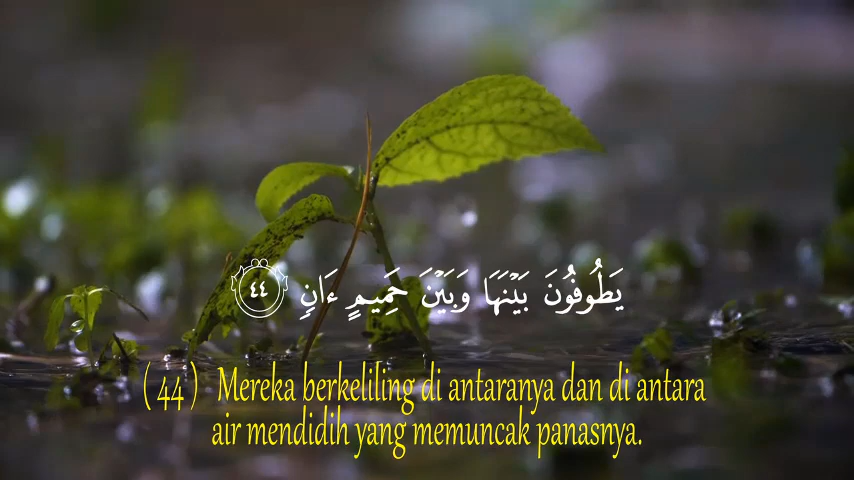 يَطُوفُونَ بَيْنَهَا وَبَيْنَ حَمِيمٍ ءَانٍ ٤٤
( 44 ) Mereka berkeliling di antaranya dan di antara
air mendidih yang memuncak panasnya.